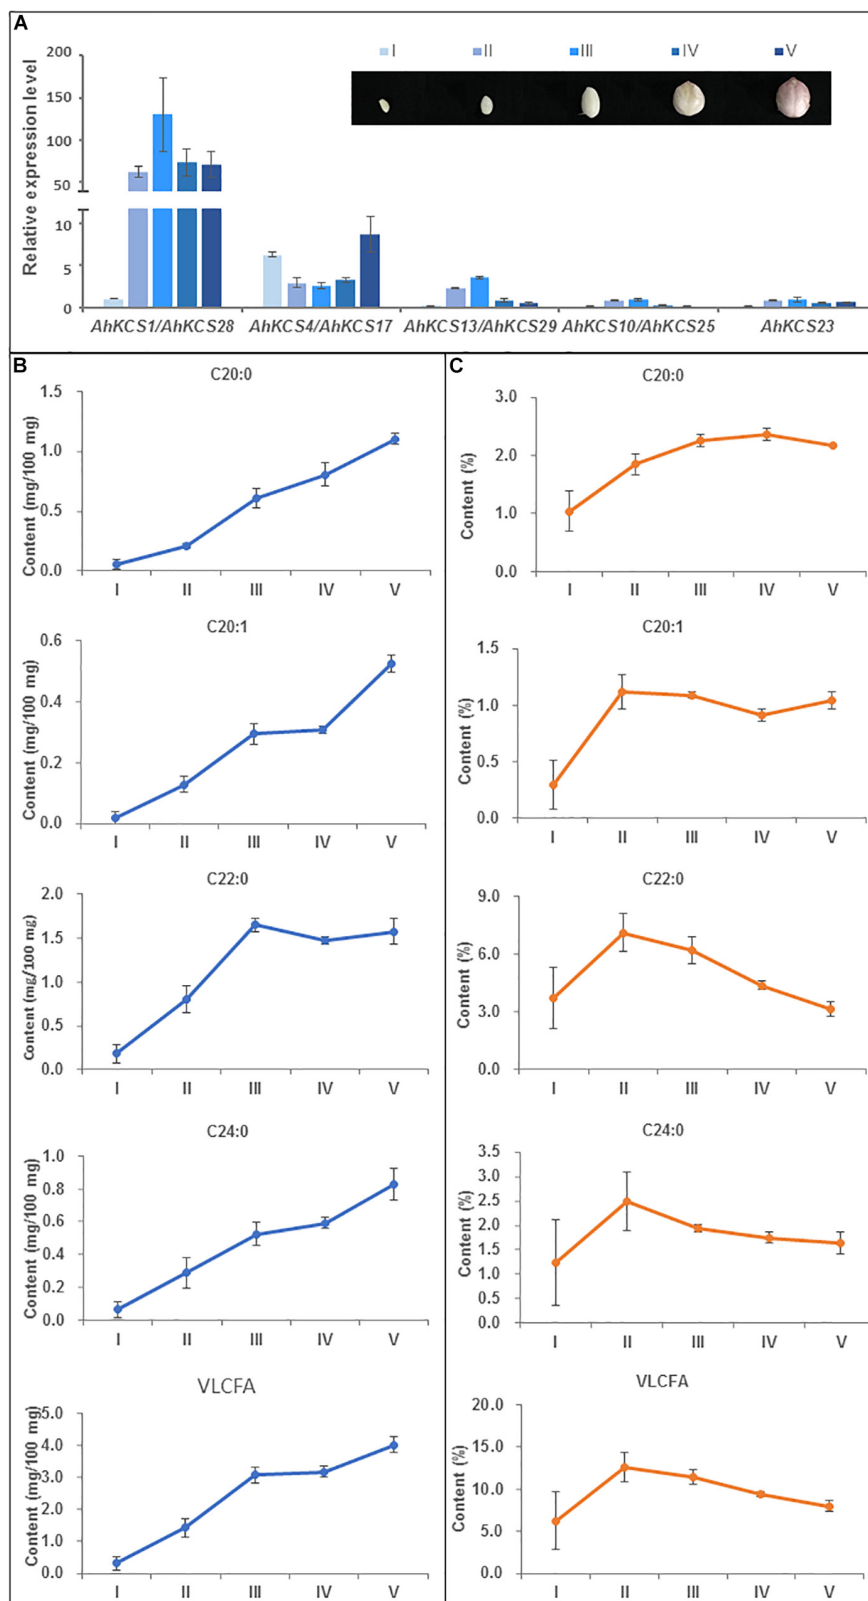 A
I II III IV V
Relative expression level
200
150
100
50
10
5
0
AhKCS1/AhKCS28 AhKCS4/AhKCS17 AhKCS13/AhKCS29 AhKCS10/AhKCS25 AhKCS23
B
C20:0
Content (mg/100 mg)
1.5
1.0
0.5
0.0
I II III IV V
C20:1
Content (mg/100 mg)
0.6
0.4
0.2
0.0
I II III IV V
C22:0
Content (mg/100 mg)
2.0
1.5
1.0
0.5
0.0
I II III IV V
C24:0
Content (mg/100 mg)
1.0
0.8
0.6
0.4
0.2
0.0
I II III IV V
VLCFA
Content (mg/100 mg)
5.0
4.0
3.0
2.0
1.0
0.0
I II III IV V
C
C20:0
Content (%)
3.0
2.0
1.0
0.0
I II III IV V
C20:1
Content (%)
1.5
1.0
0.5
0.0
I II III IV V
C22:0
Content (%)
9.0
6.0
3.0
0.0
I II III IV V
C24:0
Content (%)
3.5
3.0
2.5
2.0
1.5
1.0
0.5
0.0
I II III IV V
VLCFA
Content (%)
20.0
15.0
10.0
5.0
0.0
I II III IV V